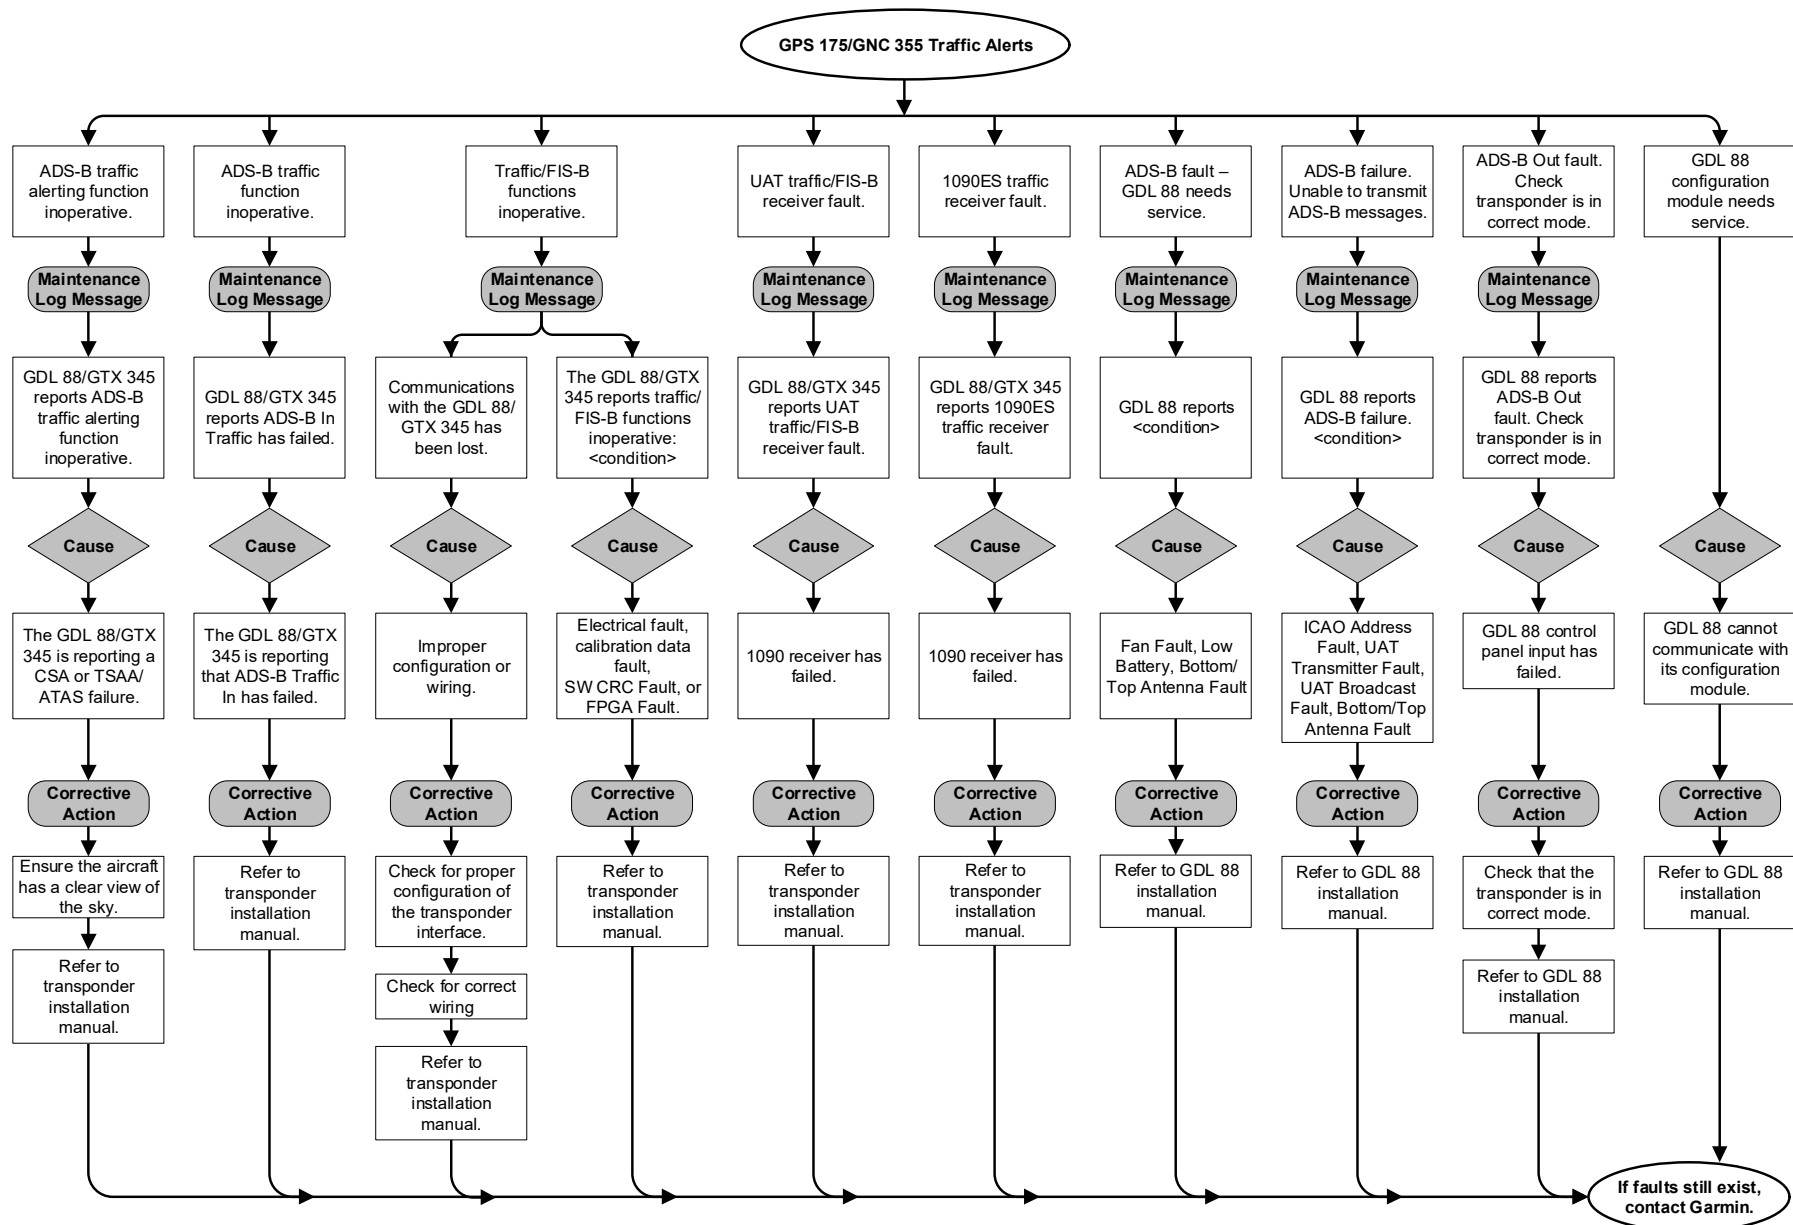 GPS 175/GNC 355 Traffic Alerts
ADS-B traffic
alerting function
inoperative.
ADS-B traffic
function
inoperative.
Traffic/FIS-B
functions
inoperative.
UAT traffic/FIS-B
receiver fault.
1090ES traffic
receiver fault.
ADS-B fault –
GDL 88 needs
service.
ADS-B failure.
Unable to transmit
ADS-B messages.
ADS-B Out fault.
Check
transponder is in
correct mode.
GDL 88
configuration
module needs
service.
Maintenance
Log Message
Maintenance
Log Message
Maintenance
Log Message
Maintenance
Log Message
Maintenance
Log Message
Maintenance
Log Message
Maintenance
Log Message
Maintenance
Log Message
GDL 88/GTX 345
reports ADS-B
traffic alerting
function
inoperative.
GDL 88/GTX 345
reports ADS-B In
Traffic has failed.
Communications
with the GDL 88/
GTX 345 has
been lost.
The GDL 88/GTX
345 reports traffic/
FIS-B functions
inoperative:
<condition>
GDL 88/GTX 345
reports UAT
traffic/FIS-B
receiver fault.
GDL 88/GTX 345
reports 1090ES
traffic receiver
fault.
GDL 88 reports
<condition>
GDL 88 reports
ADS-B failure.
<condition>
GDL 88 reports
ADS-B Out
fault. Check
transponder is in
correct mode.
Cause
Cause
Cause
Cause
Cause
Cause
Cause
Cause
Cause
Cause
The GDL 88/GTX
345 is reporting a
CSA or TSAA/
ATAS failure.
The GDL 88/GTX
345 is reporting
that ADS-B Traffic
In has failed.
Improper
configuration or
wiring.
Electrical fault,
calibration data
fault,
SW CRC Fault, or
FPGA Fault.
1090 receiver has
failed.
1090 receiver has
failed.
Fan Fault, Low
Battery, Bottom/
Top Antenna Fault
ICAO Address
Fault, UAT
Transmitter Fault,
UAT Broadcast
Fault, Bottom/Top
Antenna Fault
GDL 88 control
panel input has
failed.
GDL 88 cannot
communicate with
its configuration
module.
Corrective
Action
Corrective
Action
Corrective
Action
Corrective
Action
Corrective
Action
Corrective
Action
Corrective
Action
Corrective
Action
Corrective
Action
Corrective
Action
Ensure the aircraft
has a clear view of
the sky.
Refer to
transponder
installation
manual.
Refer to
transponder
installation
manual.
Check for proper
configuration of
the transponder
interface.
Check for correct
wiring
Refer to
transponder
installation
manual.
Refer to
transponder
installation
manual.
Refer to
transponder
installation
manual.
Refer to
transponder
installation
manual.
Refer to GDL 88
installation
manual.
Refer to GDL 88
installation
manual.
Check that the
transponder is in
correct mode.
Refer to GDL 88
installation
manual.
Refer to GDL 88
installation
manual.
If faults still exist,
contact Garmin.